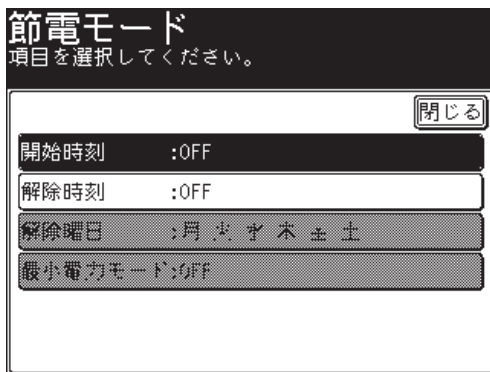 節電モード
項目を選択してください。
閉じる
開始時刻 :OFF
解除時刻 :OFF
解除曜日 :月 火 水 木 金 土
最小電力モード:OFF